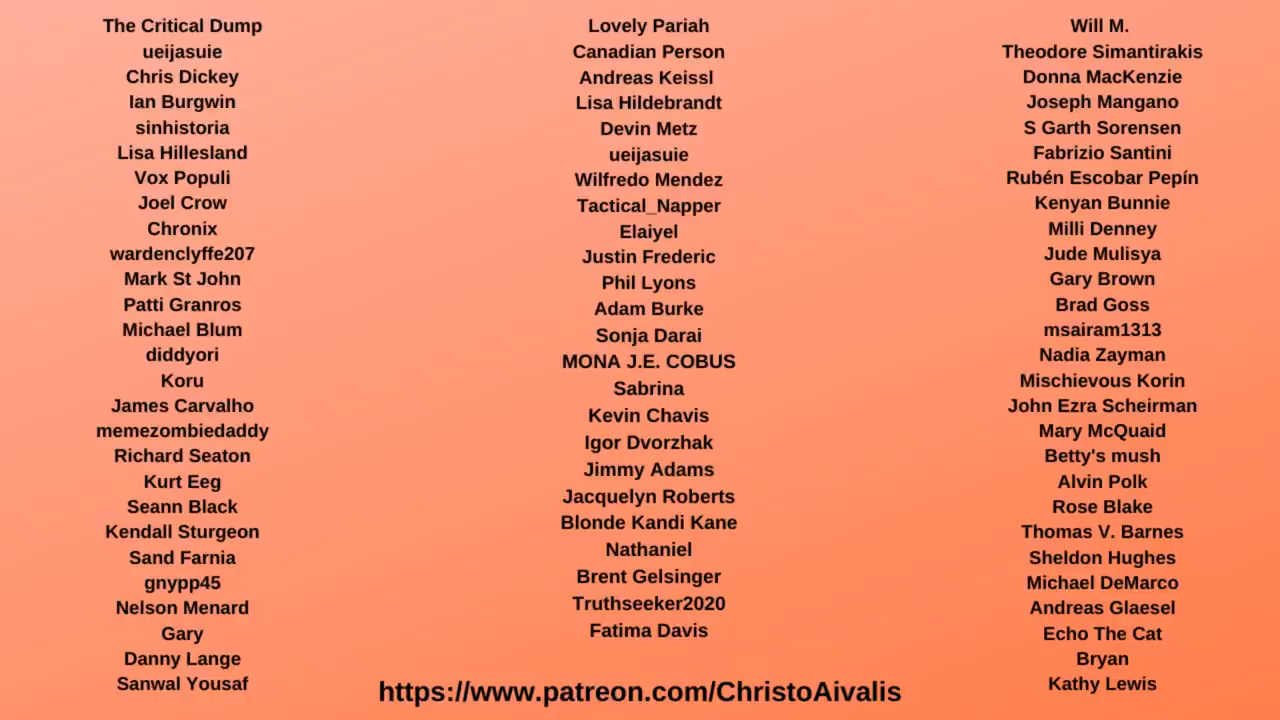 The Critical Dump
ueijasuie
Chris Dickey
Ian Burgwin
sinhistoria
Lisa Hillesland
Vox Populi
Joel Crow
Chronix
wardenclyffe207
Mark St John
Patti Granros
Michael Blum
diddyori
Koru
James Carvalho
memezombiedaddy
Richard Seaton
Kurt Eeg
Seann Black
Kendall Sturgeon
Sand Farnia
gnypp45
Nelson Menard
Gary
Danny Lange
Sanwal Yousaf
Lovely Pariah
Canadian Person
Andreas Keissl
Lisa Hildebrandt
Devin Metz
ueijasuie
Wilfredo Mendez
Tactical_Napper
Elaiyel
Justin Frederic
Phil Lyons
Adam Burke
Sonja Darai
MONA J.E. COBUS
Sabrina
Kevin Chavis
Igor Dvorzhak
Jimmy Adams
Jacquelyn Roberts
Blonde Kandi Kane
Nathaniel
Brent Gelsinger
Truthseeker2020
Fatima Davis
Will M.
Theodore Simantirakis
Donna MacKenzie
Joseph Mangano
S Garth Sorensen
Fabrizio Santini
Rubén Escobar Pepín
Kenyan Bunnie
Milli Denney
Jude Mulisya
Gary Brown
Brad Goss
msairam1313
Nadia Zayman
Mischievous Korin
John Ezra Scheirman
Mary McQuaid
Betty's mush
Alvin Polk
Rose Blake
Thomas V. Barnes
Sheldon Hughes
Michael DeMarco
Andreas Glaesel
Echo The Cat
Bryan
Kathy Lewis
https://www.patreon.com/ChristoAivalis